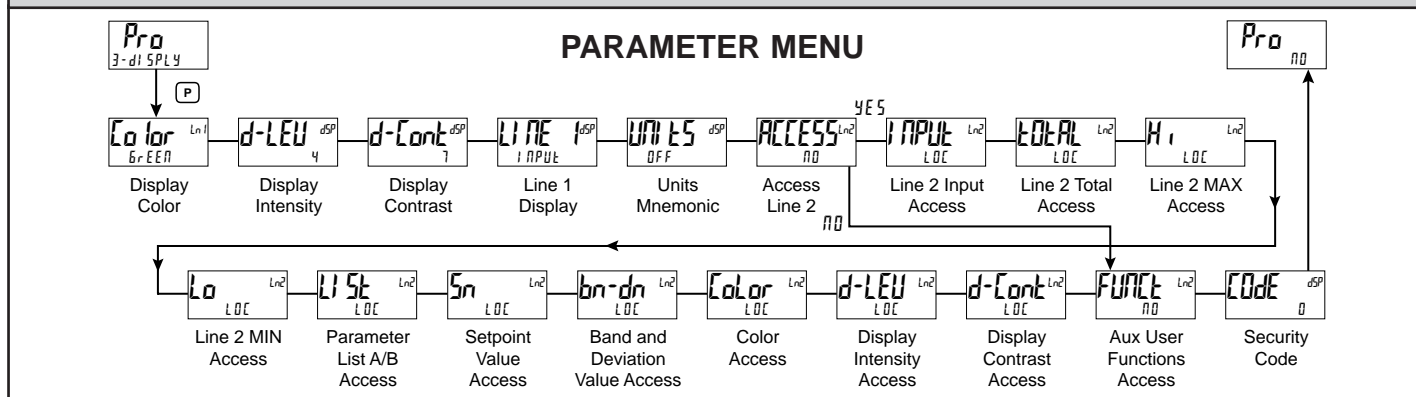 PARAMETER MENU
Pro
3-dISPLY
Pro
NO
P
YES
Color Ln1
GrEEN
d-LEV dSP
4
d-Cont dSP
7
LINE 1 dSP
INPUt
UNItS dSP
OFF
ACCESS Ln2
NO
INPUt Ln2
LOC
tOtAL Ln2
LOC
HI Ln2
LOC
Display
Color
Display
Intensity
Display
Contrast
Line 1
Display
Units
Mnemonic
Access
Line 2
Line 2 Input
Access
Line 2 Total
Access
Line 2 MAX
Access
NO
Lo Ln2
LOC
LISt Ln2
LOC
Sn Ln2
LOC
bn-dn Ln2
LOC
CoLor Ln2
LOC
d-LEV Ln2
LOC
d-Cont Ln2
LOC
FUNCt Ln2
NO
COdE dSP
0
Line 2 MIN
Access
Parameter
List A/B
Access
Setpoint
Value
Access
Band and
Deviation
Value Access
Color
Access
Display
Intensity
Access
Display
Contrast
Access
Aux User
Functions
Access
Security
Code